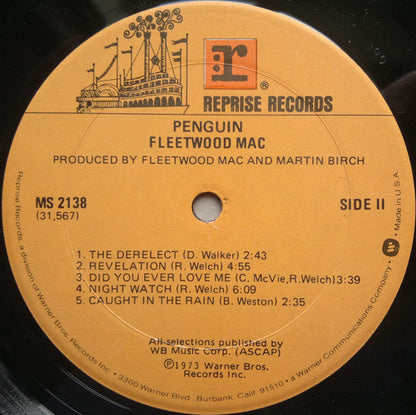 r
®
REPRISE RECORDS
PENGUIN
FLEETWOOD MAC
PRODUCED BY FLEETWOOD MAC AND MARTIN BIRCH
MS 2138
(31,567)
SIDE II
1. THE DERELECT (D. Walker) 2:43
2. REVELATION (R. Welch) 4:55
3. DID YOU EVER LOVE ME (C. McVie,R.Welch)3:39
4. NIGHT WATCH (R. Welch) 6:09
5. CAUGHT IN THE RAIN (B. Weston) 2:35
All selections published by
WB Music Corp. (ASCAP)
Ⓟ1973 Warner Bros.
Records Inc.
Reprise Records, a division of Warner Bros. Records Inc. • 3300 Warner Blvd., Burbank, Calif. 91510 • a Warner Communications Company • W • Made in U.S.A.